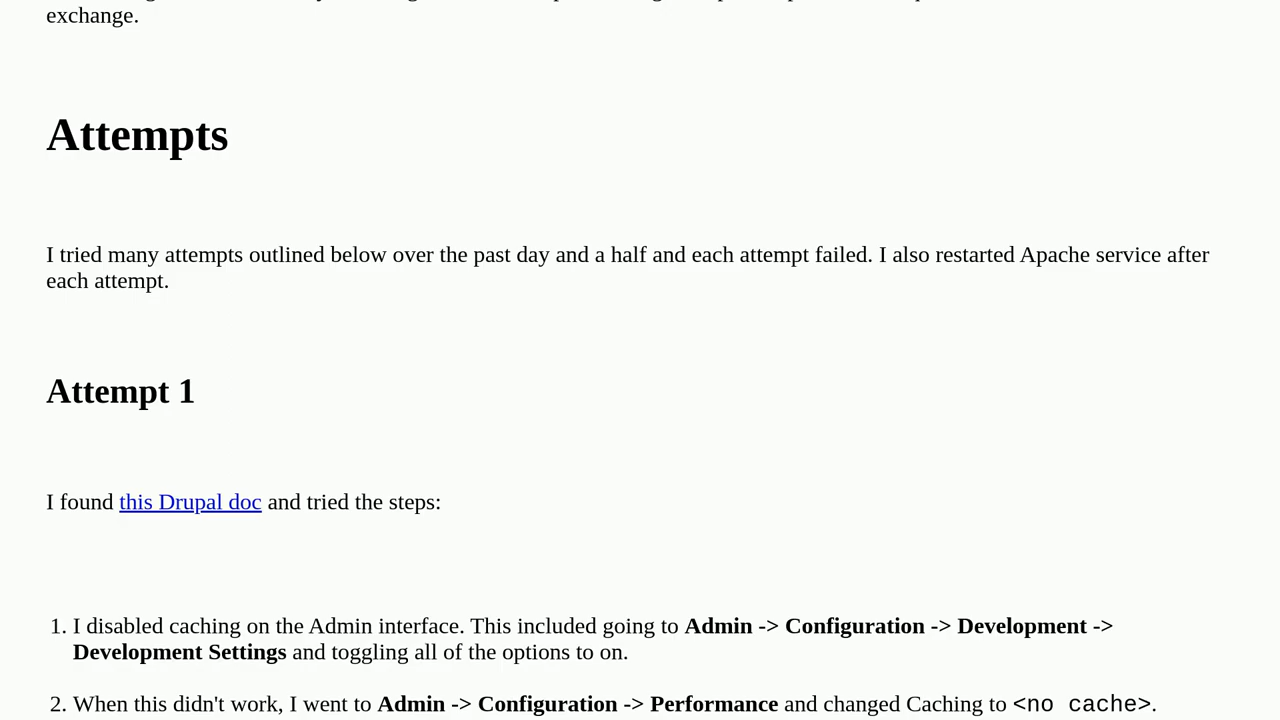 exchange.
Attempts
I tried many attempts outlined below over the past day and a half and each attempt failed. I also restarted Apache service after
each attempt.
Attempt 1
I found this Drupal doc and tried the steps:
1. I disabled caching on the Admin interface. This included going to Admin -> Configuration -> Development ->
Development Settings and toggling all of the options to on.
2. When this didn't work, I went to Admin -> Configuration -> Performance and changed Caching to <no cache>.